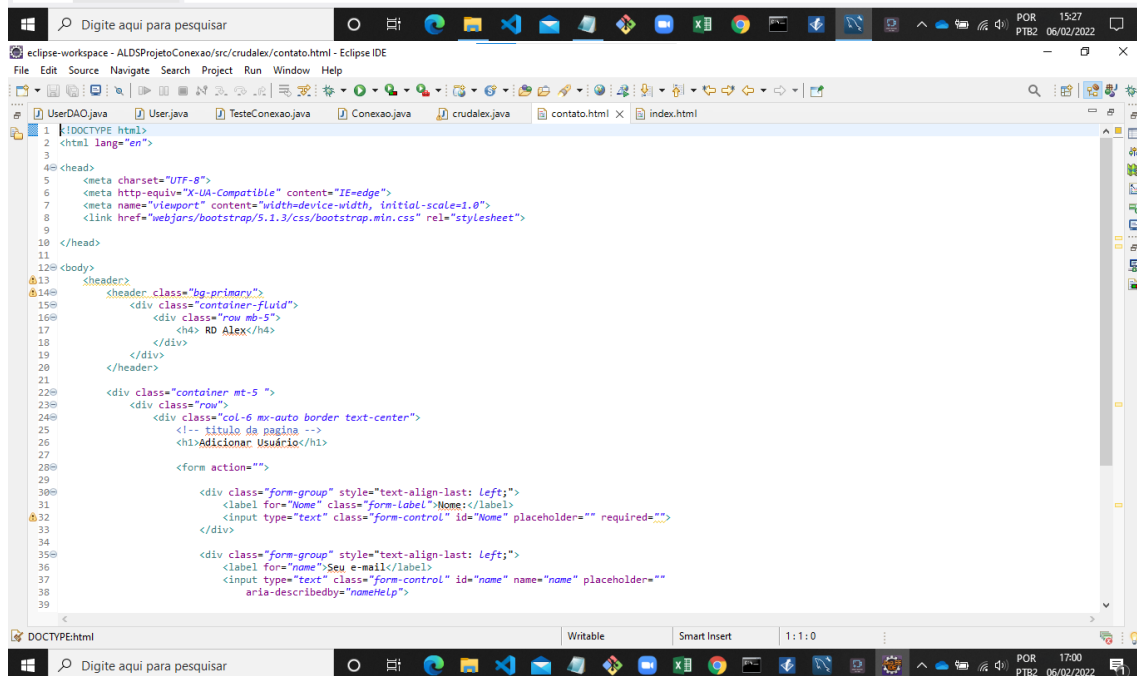 Digite aqui para pesquisar
POR 15:27
PTB2 06/02/2022
eclipse-workspace - ALDSProjetoConexao/src/crudalex/contato.html - Eclipse IDE
File Edit Source Navigate Search Project Run Window Help
UserDAO.java User.java TesteConexao.java Conexao.java crudalex.java contato.html index.html
1 <!DOCTYPE html>
2 <html lang="en">
3
4 <head>
5 <meta charset="UTF-8">
6 <meta http-equiv="X-UA-Compatible" content="IE=edge">
7 <meta name="viewport" content="width=device-width, initial-scale=1.0">
8 <link href="webjars/bootstrap/5.1.3/css/bootstrap.min.css" rel="stylesheet">
9
10 </head>
11
12 <body>
13 <header>
14 <header class="bg-primary">
15 <div class="container-fluid">
16 <div class="row mb-5">
17 <h4> RD Alex</h4>
18 </div>
19 </div>
20 </header>
21
22 <div class="container mt-5 ">
23 <div class="row">
24 <div class="col-6 mx-auto border text-center">
25 <!-- titulo da pagina -->
26 <h1>Adicionar Usuário</h1>
27
28 <form action="">
29
30 <div class="form-group" style="text-align-last: left;">
31 <label for="Nome" class="form-label">Nome:</label>
32 <input type="text" class="form-control" id="Nome" placeholder="" required="">
33 </div>
34
35 <div class="form-group" style="text-align-last: left;">
36 <label for="name">Seu e-mail</label>
37 <input type="text" class="form-control" id="name" name="name" placeholder=""
38 aria-describedby="nameHelp">
39
DOCTYPE:html Writable Smart Insert 1:1:0
Digite aqui para pesquisar
POR 17:00
PTB2 06/02/2022